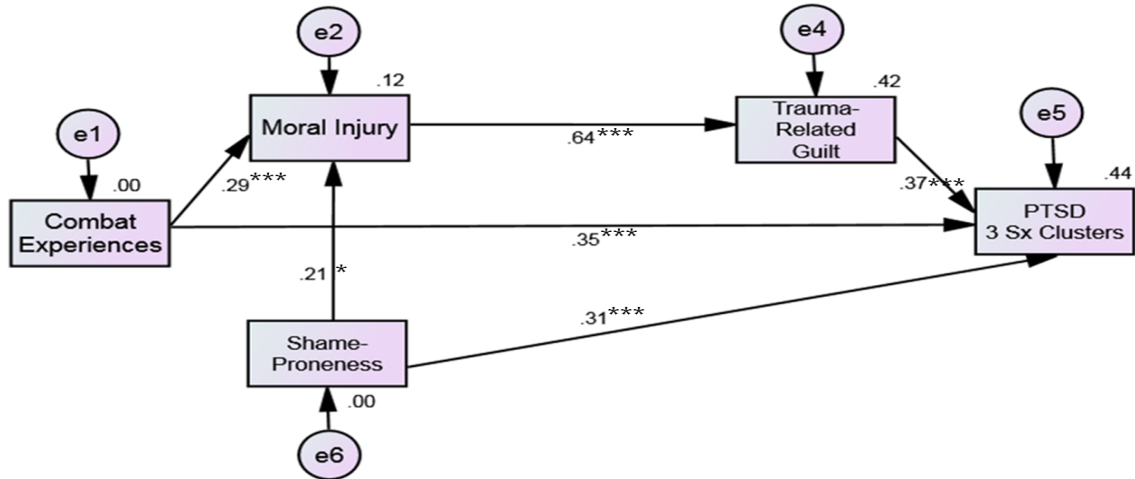 e2
e4
.12
.42
e5
e1
Moral Injury
Trauma-
Related
Guilt
.64***
.00
.29***
.37***
.44
Combat
Experiences
PTSD
3 Sx Clusters
.35***
.21 *
.31***
Shame-
Proneness
.00
e6